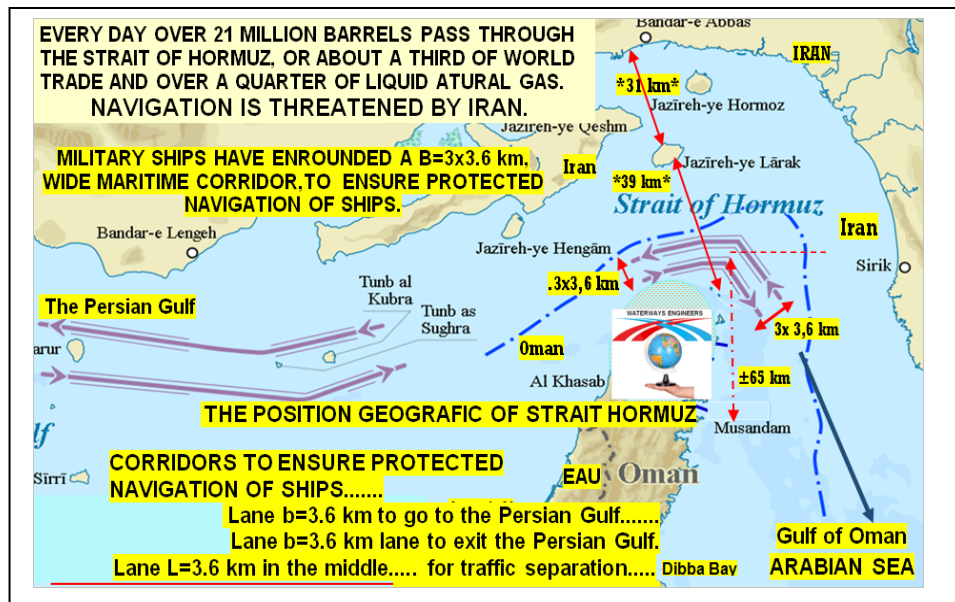 EVERY DAY OVER 21 MILLION BARRELS PASS THROUGH
THE STRAIT OF HORMUZ, OR ABOUT A THIRD OF WORLD
TRADE AND OVER A QUARTER OF LIQUID ATURAL GAS.
NAVIGATION IS THREATENED BY IRAN.
Bandar-e Abbas
IRAN
*31 km*
Jazīreh-ye Hormoz
Jazīreh-ye Qeshm
MILITARY SHIPS HAVE ENROUNDED A B=3x3.6 km,
WIDE MARITIME CORRIDOR,TO ENSURE PROTECTED
NAVIGATION OF SHIPS.
Iran
Jazīreh-ye Lārak
*39 km*
Strait of Hormuz
Bandar-e Lengeh
Jazīreh-ye Hengām
Iran
Sirik
Tunb al
Kubra
Tunb as
Sughra
.3x3,6 km
The Persian Gulf
WATERWAYS ENGINEERS
3x 3,6 km
arur
Oman
Al Khasab
±65 km
THE POSITION GEOGRAFIC OF STRAIT HORMUZ
Musandam
lf
CORRIDORS TO ENSURE PROTECTED
NAVIGATION OF SHIPS.......
Sīrrī
EAU
Oman
Lane b=3.6 km to go to the Persian Gulf.......
Lane b=3.6 km lane to exit the Persian Gulf.
Lane L=3.6 km in the middle..... for traffic separation.....
Dibba Bay
Gulf of Oman
ARABIAN SEA